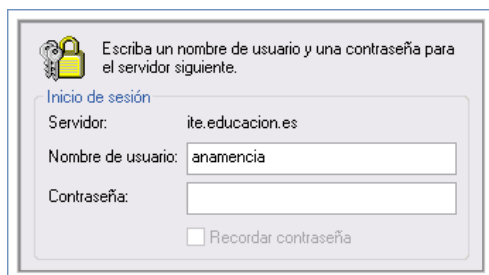 Escriba un nombre de usuario y una contraseña para
el servidor siguiente.
Inicio de sesión
Servidor: ite.educacion.es
Nombre de usuario: anamencia
Contraseña:
Recordar contraseña